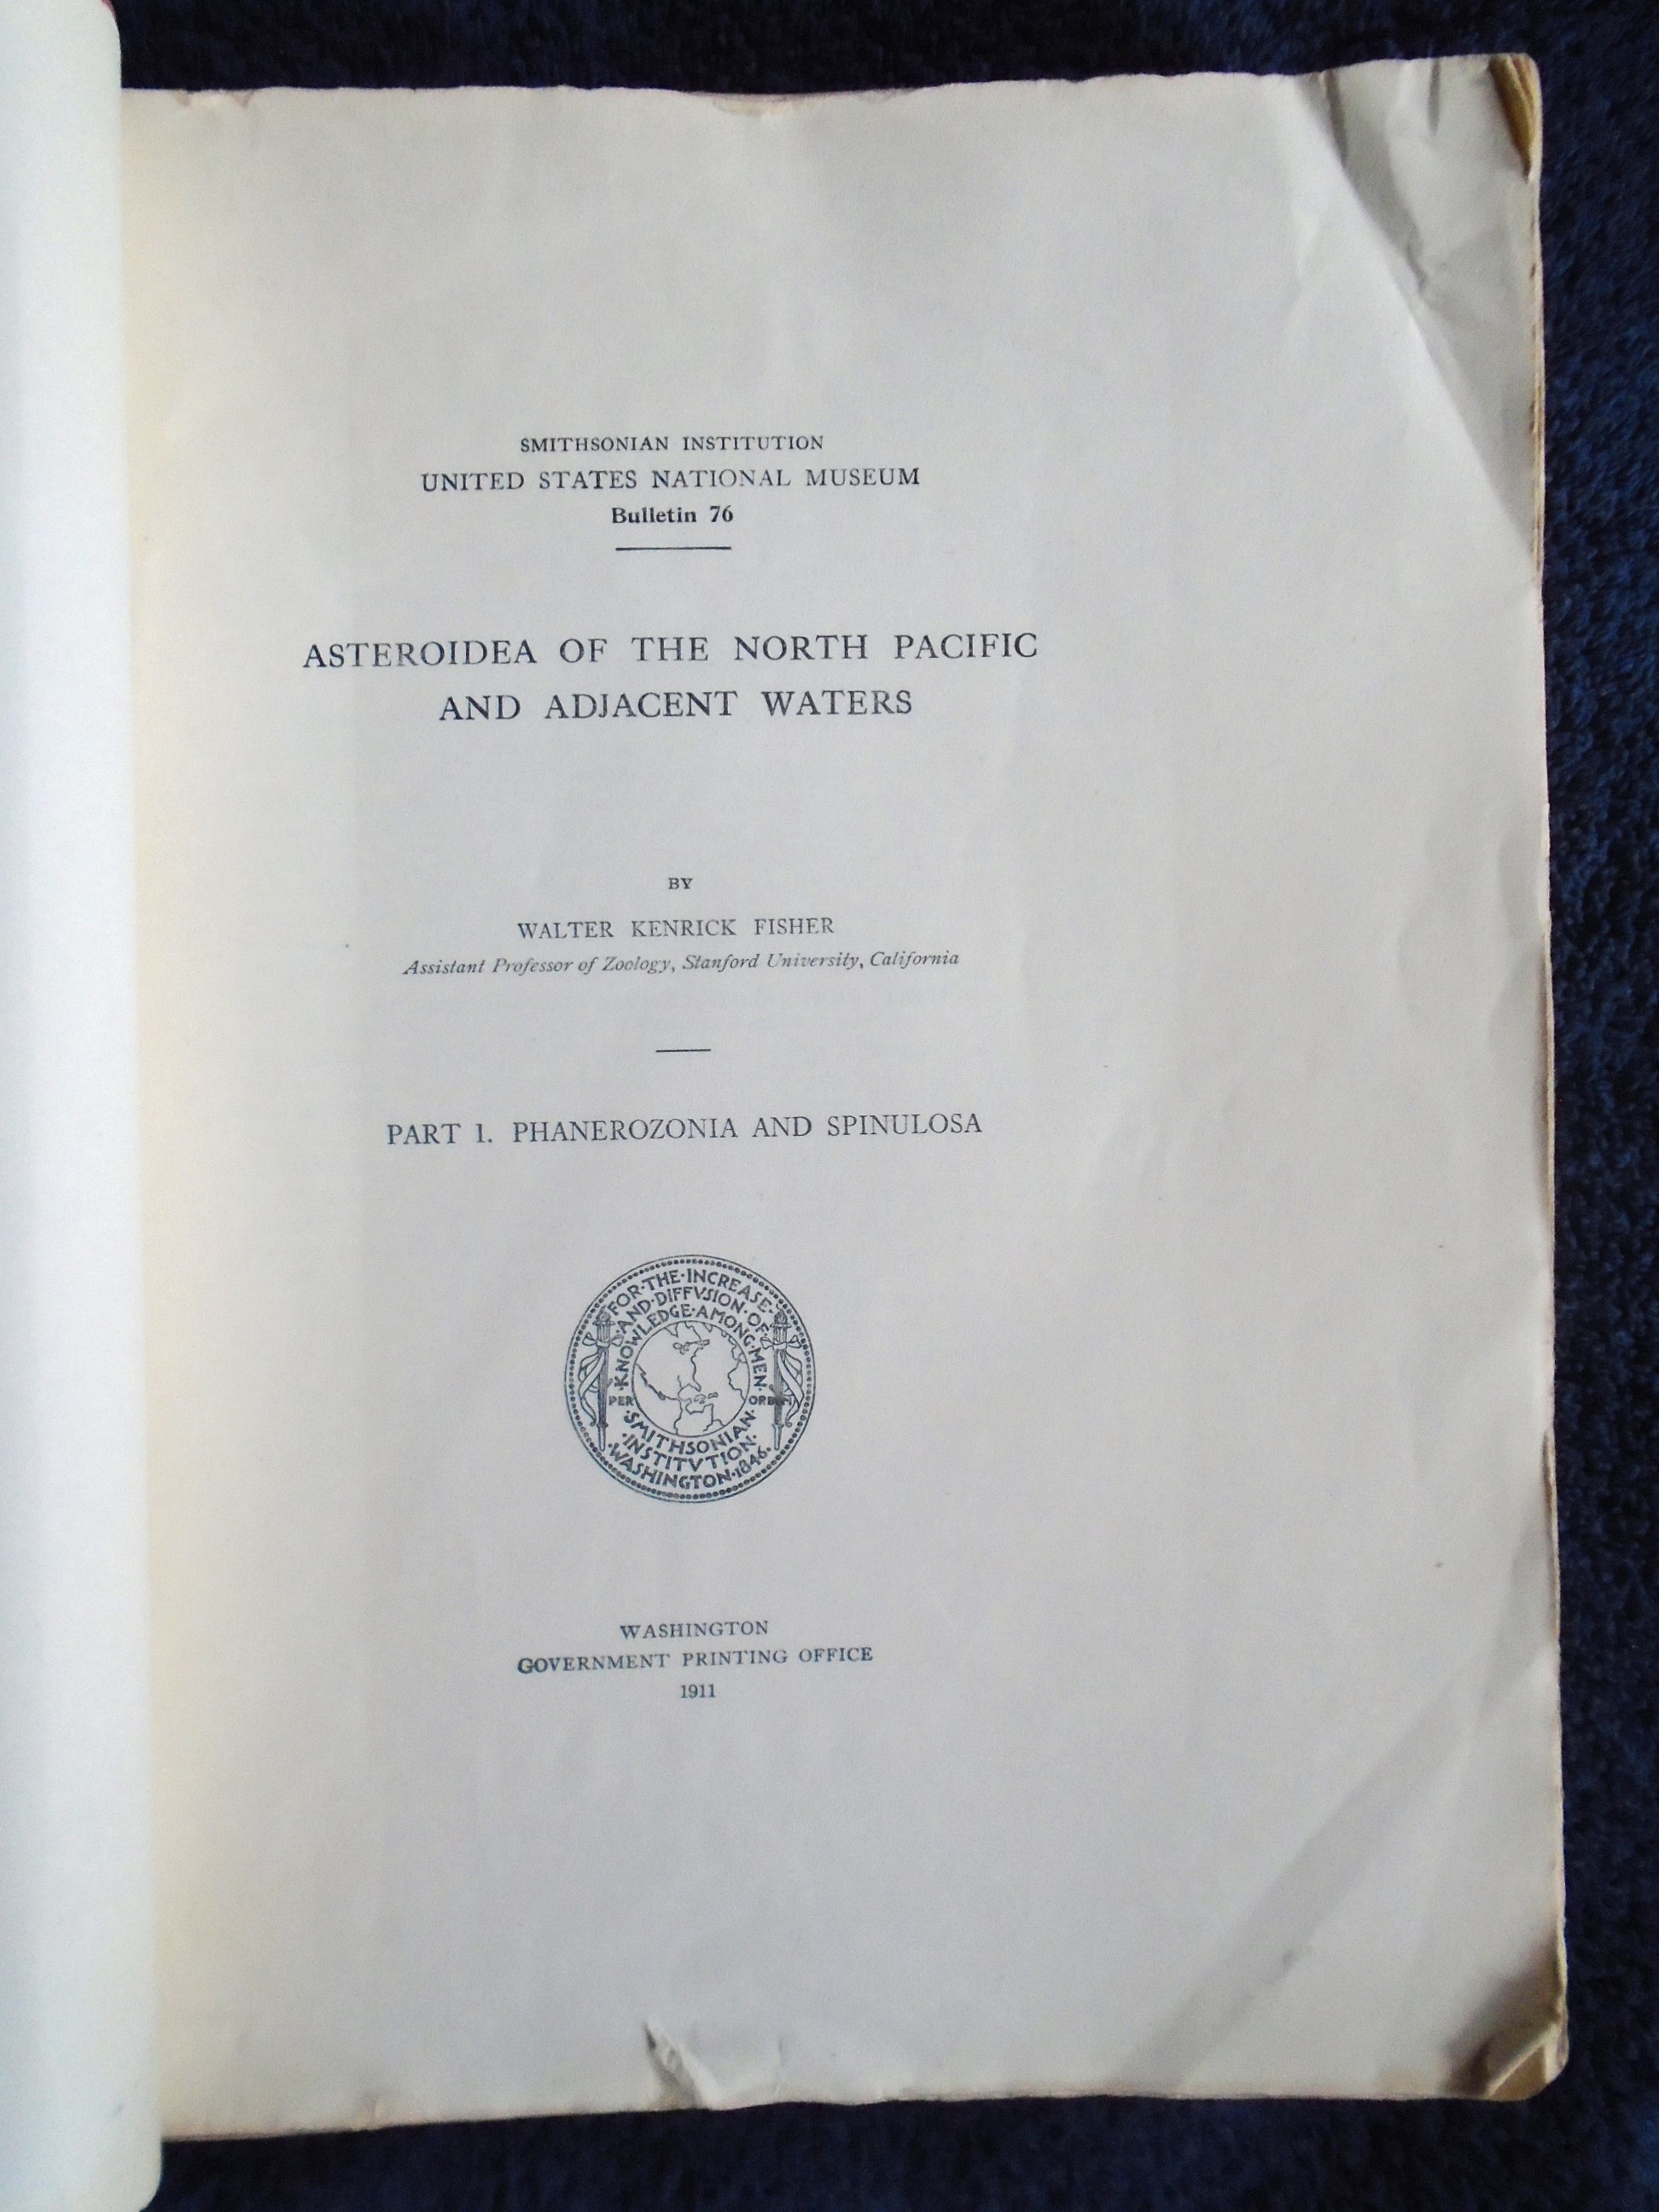 SMITHSONIAN INSTITUTION
UNITED STATES NATIONAL MUSEUM
Bulletin 76
ASTEROIDEA OF THE NORTH PACIFIC
AND ADJACENT WATERS
BY
WALTER KENRICK FISHER
Assistant Professor of Zoology, Stanford University, California
PART 1. PHANEROZONIA AND SPINULOSA
·FOR·THE·INCREASE·
·AND·DIFFVSION·OF·
·KNOWLEDGE·AMONG·MEN·
PER ORBEM
·SMITHSONIAN·
·INSTITVTION·
·WASHINGTON·1846·
WASHINGTON
GOVERNMENT PRINTING OFFICE
1911